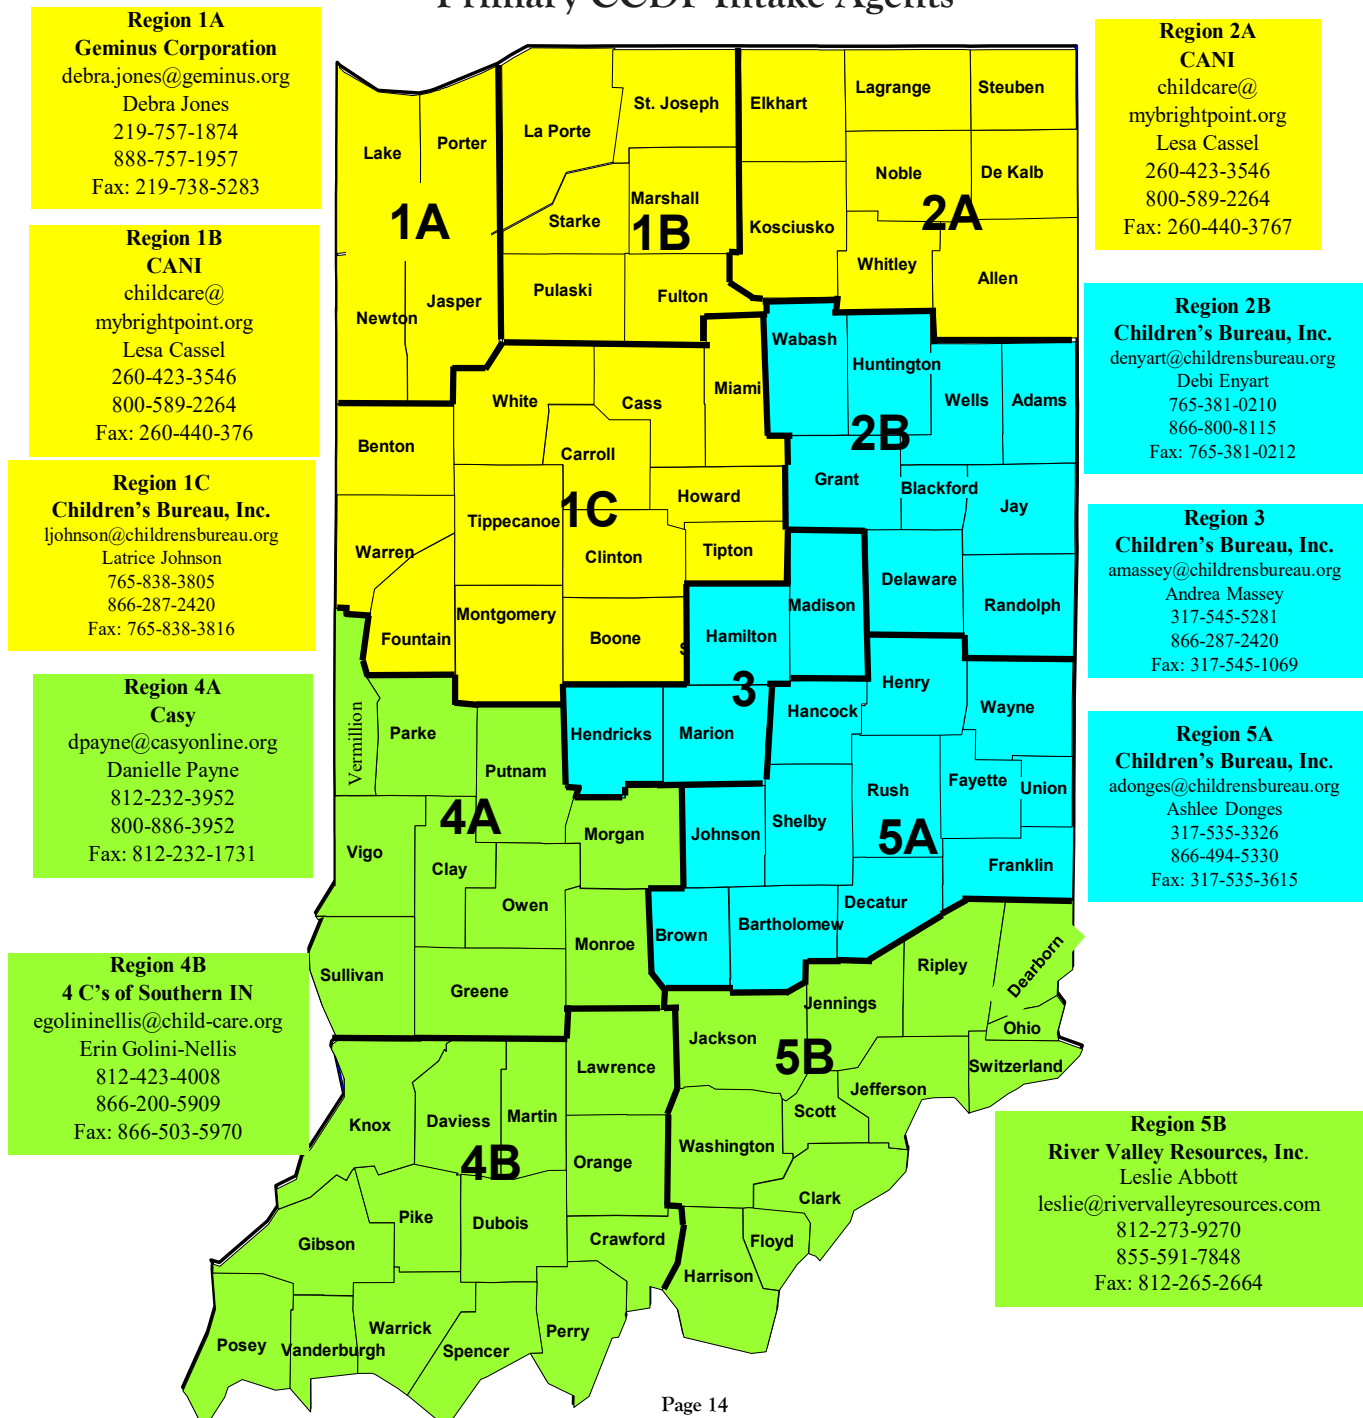 Primary CCDF Intake Agents
Region 1A
Geminus Corporation
debra.jones@geminus.org
Debra Jones
219-757-1874
888-757-1957
Fax: 219-738-5283
Region 1B
CANI
childcare@
mybrightpoint.org
Lesa Cassel
260-423-3546
800-589-2264
Fax: 260-440-376
Region 1C
Children's Bureau, Inc.
ljohnson@childrensbureau.org
Latrice Johnson
765-838-3805
866-287-2420
Fax: 765-838-3816
Region 4A
Casy
dpayne@casyonline.org
Danielle Payne
812-232-3952
800-886-3952
Fax: 812-232-1731
Region 4B
4 C's of Southern IN
egolininellis@child-care.org
Erin Golini-Nellis
812-423-4008
866-200-5909
Fax: 866-503-5970
Region 2A
CANI
childcare@
mybrightpoint.org
Lesa Cassel
260-423-3546
800-589-2264
Fax: 260-440-3767
Region 2B
Children's Bureau, Inc.
denyart@childrensbureau.org
Debi Enyart
765-381-0210
866-800-8115
Fax: 765-381-0212
Region 3
Children's Bureau, Inc.
amassey@childrensbureau.org
Andrea Massey
317-545-5281
866-287-2420
Fax: 317-545-1069
Region 5A
Children's Bureau, Inc.
adonges@childrensbureau.org
Ashlee Donges
317-535-3326
866-494-5330
Fax: 317-535-3615
Region 5B
River Valley Resources, Inc.
Leslie Abbott
leslie@rivervalleyresources.com
812-273-9270
855-591-7848
Fax: 812-265-2664
Lake
Porter
1A
Newton
Jasper
La Porte
St. Joseph
Starke
Marshall
1B
Pulaski
Fulton
Elkhart
Lagrange
Steuben
Noble
De Kalb
Kosciusko
2A
Whitley
Allen
Wabash
Huntington
Wells
Adams
2B
Grant
Blackford
Jay
Delaware
Randolph
White
Cass
Miami
Benton
Carroll
Howard
Tippecanoe
1C
Warren
Clinton
Tipton
Fountain
Montgomery
Boone
S
Hamilton
Madison
3
Hendricks
Marion
Hancock
Henry
Wayne
Rush
Fayette
Union
Johnson
Shelby
5A
Franklin
Brown
Bartholomew
Decatur
Vermillion
Parke
Putnam
4A
Morgan
Vigo
Clay
Owen
Monroe
Sullivan
Greene
Jackson
Jennings
Ripley
Dearborn
Ohio
Switzerland
5B
Jefferson
Scott
Washington
Clark
Floyd
Harrison
Lawrence
Knox
Daviess
Martin
4B
Orange
Pike
Dubois
Crawford
Gibson
Posey
Vanderburgh
Warrick
Spencer
Perry
Page 14